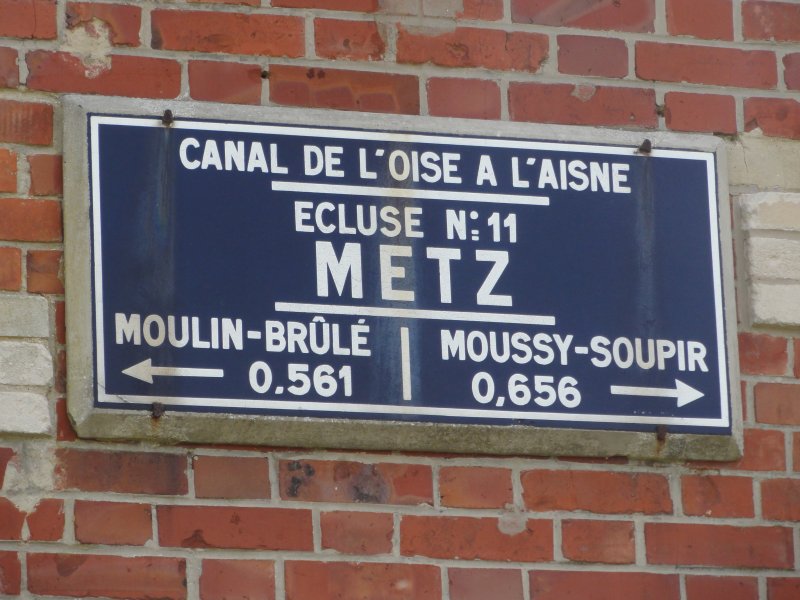 CANAL DE L'OISE A L'AISNE
ECLUSE N: 11
METZ
MOULIN-BRÛLÉ
0.561
MOUSSY-SOUPIR
0,656